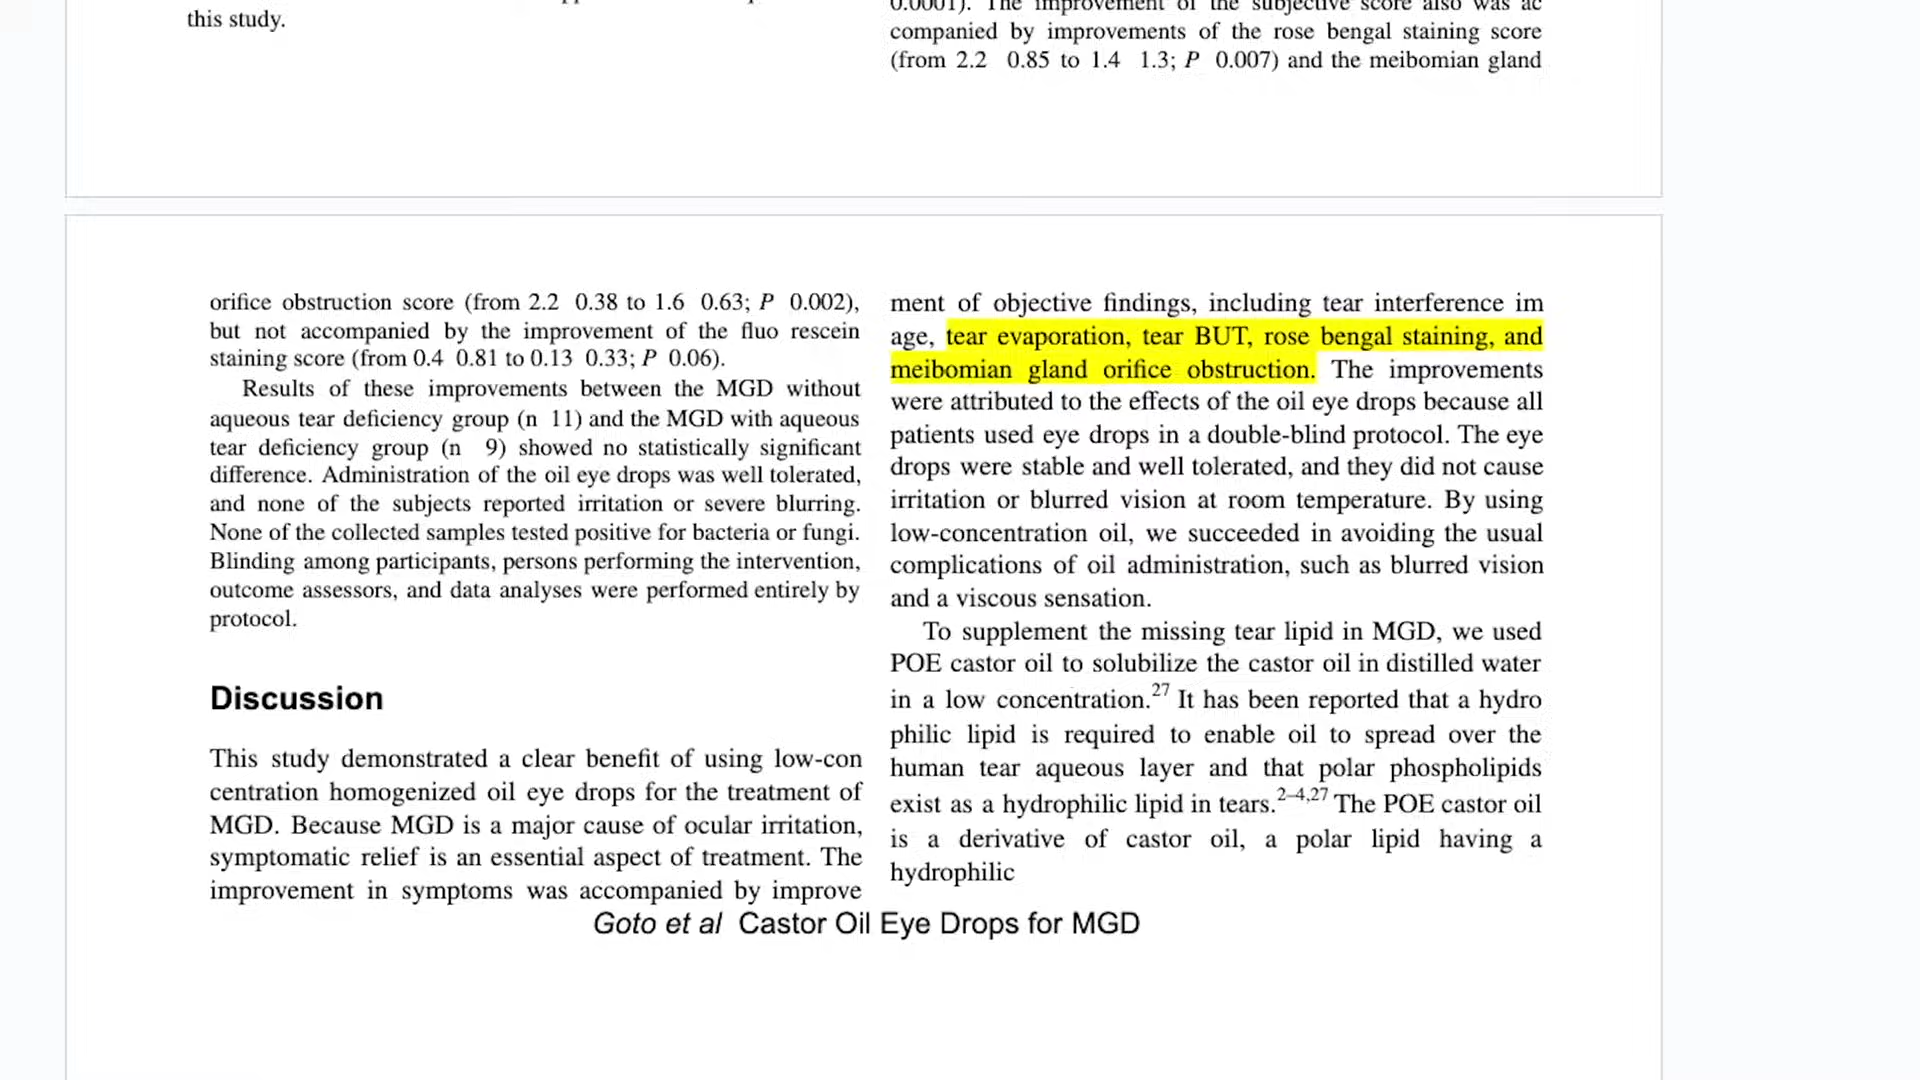 this study.
0.0001). The improvement of the subjective score also was ac
companied by improvements of the rose bengal staining score
(from 2.2 0.85 to 1.4 1.3; P 0.007) and the meibomian gland
orifice obstruction score (from 2.2 0.38 to 1.6 0.63; P 0.002),
but not accompanied by the improvement of the fluo rescein
staining score (from 0.4 0.81 to 0.13 0.33; P 0.06).
Results of these improvements between the MGD without
aqueous tear deficiency group (n 11) and the MGD with aqueous
tear deficiency group (n 9) showed no statistically significant
difference. Administration of the oil eye drops was well tolerated,
and none of the subjects reported irritation or severe blurring.
None of the collected samples tested positive for bacteria or fungi.
Blinding among participants, persons performing the intervention,
outcome assessors, and data analyses were performed entirely by
protocol.
Discussion
This study demonstrated a clear benefit of using low-con
centration homogenized oil eye drops for the treatment of
MGD. Because MGD is a major cause of ocular irritation,
symptomatic relief is an essential aspect of treatment. The
improvement in symptoms was accompanied by improve
ment of objective findings, including tear interference im
age, tear evaporation, tear BUT, rose bengal staining, and
meibomian gland orifice obstruction. The improvements
were attributed to the effects of the oil eye drops because all
patients used eye drops in a double-blind protocol. The eye
drops were stable and well tolerated, and they did not cause
irritation or blurred vision at room temperature. By using
low-concentration oil, we succeeded in avoiding the usual
complications of oil administration, such as blurred vision
and a viscous sensation.
To supplement the missing tear lipid in MGD, we used
POE castor oil to solubilize the castor oil in distilled water
in a low concentration.27 It has been reported that a hydro
philic lipid is required to enable oil to spread over the
human tear aqueous layer and that polar phospholipids
exist as a hydrophilic lipid in tears.2–4,27 The POE castor oil
is a derivative of castor oil, a polar lipid having a
hydrophilic
Goto et al Castor Oil Eye Drops for MGD